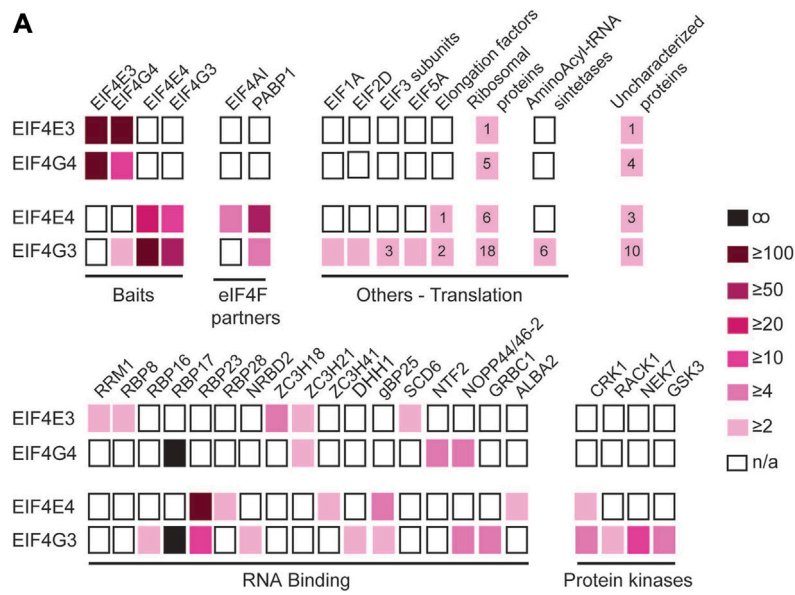 A
EIF4E3 EIF4G4 EIF4E4 EIF4G3 EIF4AI PABP1 EIF1A EIF2D EIF3 subunits EIF5A Elongation factors Ribosomal proteins AminoAcyl-tRNA sintetases Uncharacterized proteins
EIF4E3 1 1
EIF4G4 5 4
EIF4E4 1 6 3
EIF4G3 3 2 18 6 10
Baits eIF4F partners Others - Translation
∞
≥100
≥50
≥20
≥10
≥4
≥2
n/a
RRM1 RBP8 RBP16 RBP17 RBP23 RBP28 NRBD2 ZC3H18 ZC3H21 ZC3H41 DHH1 gBP25 SCD6 NTF2 NOPP44/46-2 GRBC1 ALBA2 CRK1 RACK1 NEK7 GSK3
EIF4E3
EIF4G4
EIF4E4
EIF4G3
RNA Binding Protein kinases